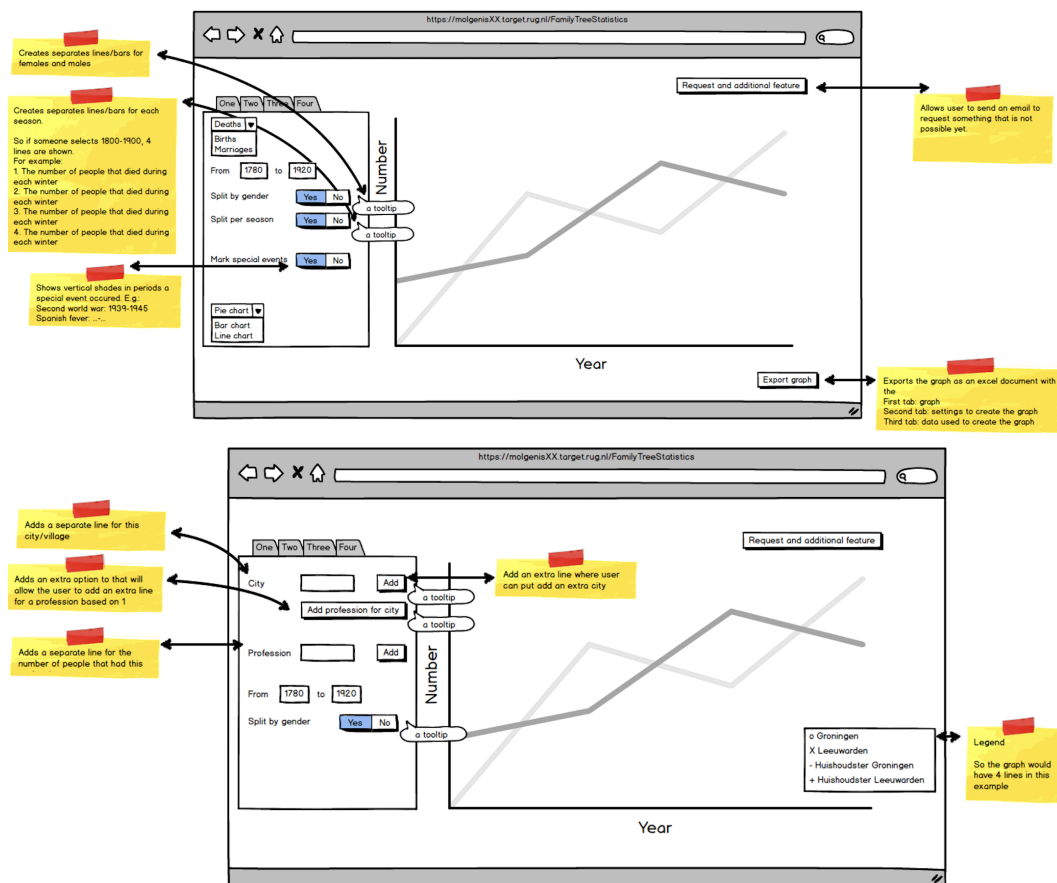 https://molgenisXX.target.rug.nl/FamilyTreeStatistics
Creates separates lines/bars for
females and males
Creates separates lines/bars for each
season.
So if someone selects 1800-1900, 4
lines are shown.
For example:
1. The number of people that died during
each winter
2. The number of people that died during
each winter
3. The number of people that died during
each winter
4. The number of people that died during
each winter
Shows vertical shades in periods a
special event occured. E.g.:
Second world war: 1939-1945
Spanish fever: ...-...
One
Two
Three
Four
Deaths
Births
Marriages
From 1780 to 1920
Split by gender Yes No
a tooltip
Split per season Yes No
a tooltip
Mark special events Yes No
Pie chart
Bar chart
Line chart
Number
Year
Request and additional feature
Allows user to send an email to
request something that is not
possible yet.
Export graph
Exports the graph as an excel document with
the
First tab: graph
Second tab: settings to create the graph
Third tab: data used to create the graph
https://molgenisXX.target.rug.nl/FamilyTreeStatistics
Adds a separate line for this
city/village
Adds an extra option to that will
allow the user to add an extra line
for a profession based on 1
Adds a separate line for the
number of people that had this
One
Two
Three
Four
City Add
a tooltip
Add profession for city
a tooltip
Profession Add
From 1780 to 1920
Split by gender Yes No
a tooltip
Add an extra line where user
can put add an extra city
Number
Year
Request and additional feature
o Groningen
X Leeuwarden
- Huishoudster Groningen
+ Huishoudster Leeuwarden
Legend
So the graph would
have 4 lines in this
example